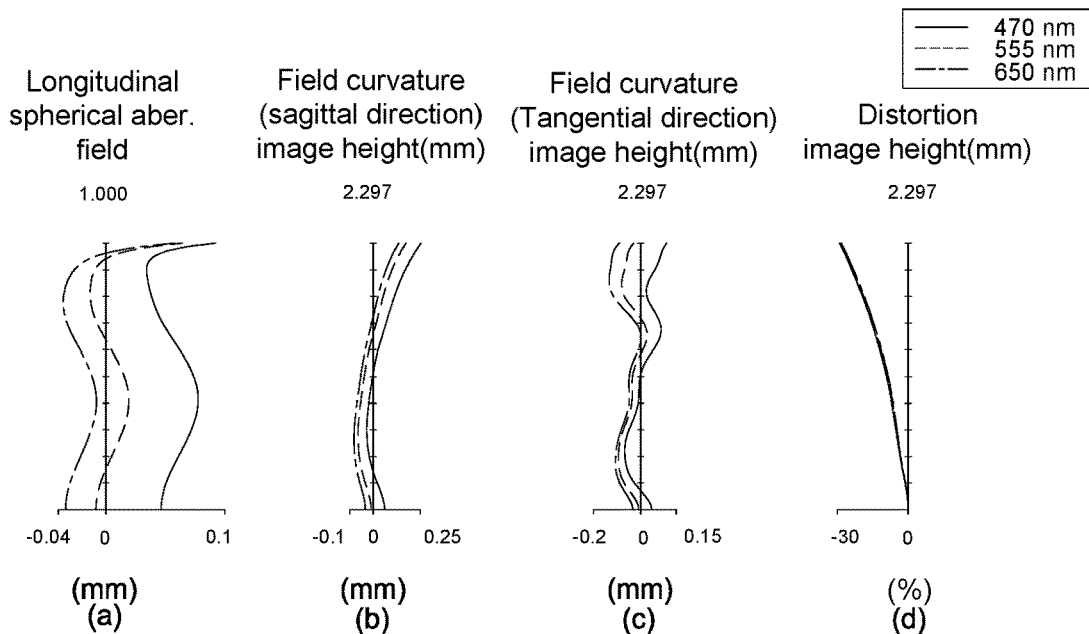 470 nm
555 nm
650 nm
Longitudinal
spherical aber.
field
1.000
Field curvature
(sagittal direction)
image height(mm)
2.297
Field curvature
(Tangential direction)
image height(mm)
2.297
Distortion
image height(mm)
2.297
-0.04 0 0.1
(mm)
(a)
-0.1 0 0.25
(mm)
(b)
-0.2 0 0.15
(mm)
(c)
-30 0
(%)
(d)